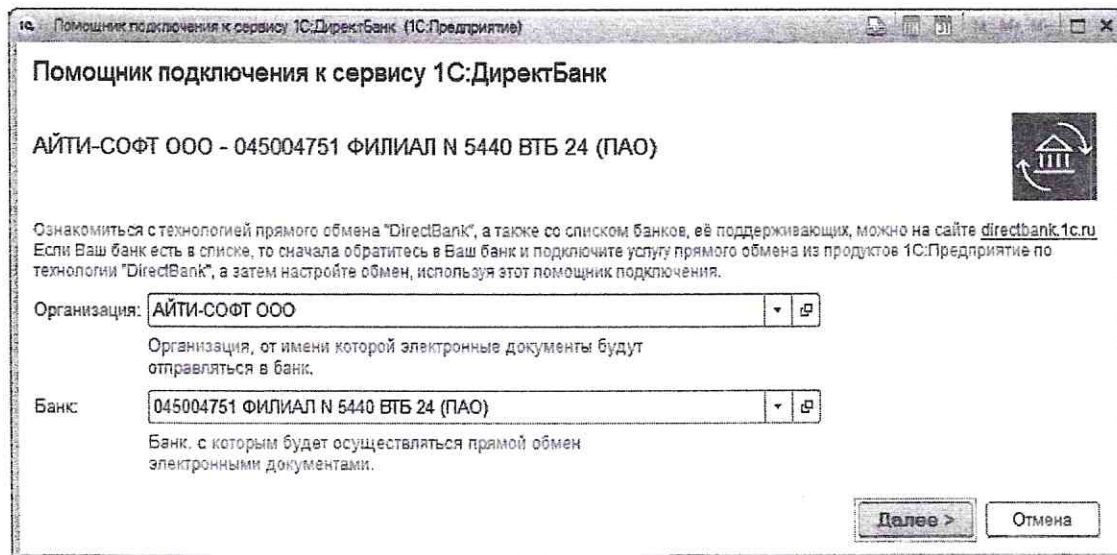 Помощник подключения к сервису 1С:ДиректБанк (1С:Предприятие)
Помощник подключения к сервису 1С:ДиректБанк
АЙТИ-СОФТ ООО - 045004751 ФИЛИАЛ N 5440 ВТБ 24 (ПАО)
Ознакомиться с технологией прямого обмена "DirectBank", а также со списком банков, её поддерживающих, можно на сайте directbank.1c.ru
Если Ваш банк есть в списке, то сначала обратитесь в Ваш банк и подключите услугу прямого обмена из продуктов 1С:Предприятие по
технологии "DirectBank", а затем настройте обмен, используя этот помощник подключения.
Организация: АЙТИ-СОФТ ООО
Организация, от имени которой электронные документы будут
отправляться в банк.
Банк: 045004751 ФИЛИАЛ N 5440 ВТБ 24 (ПАО)
Банк, с которым будет осуществляться прямой обмен
электронными документами.
Далее > Отмена